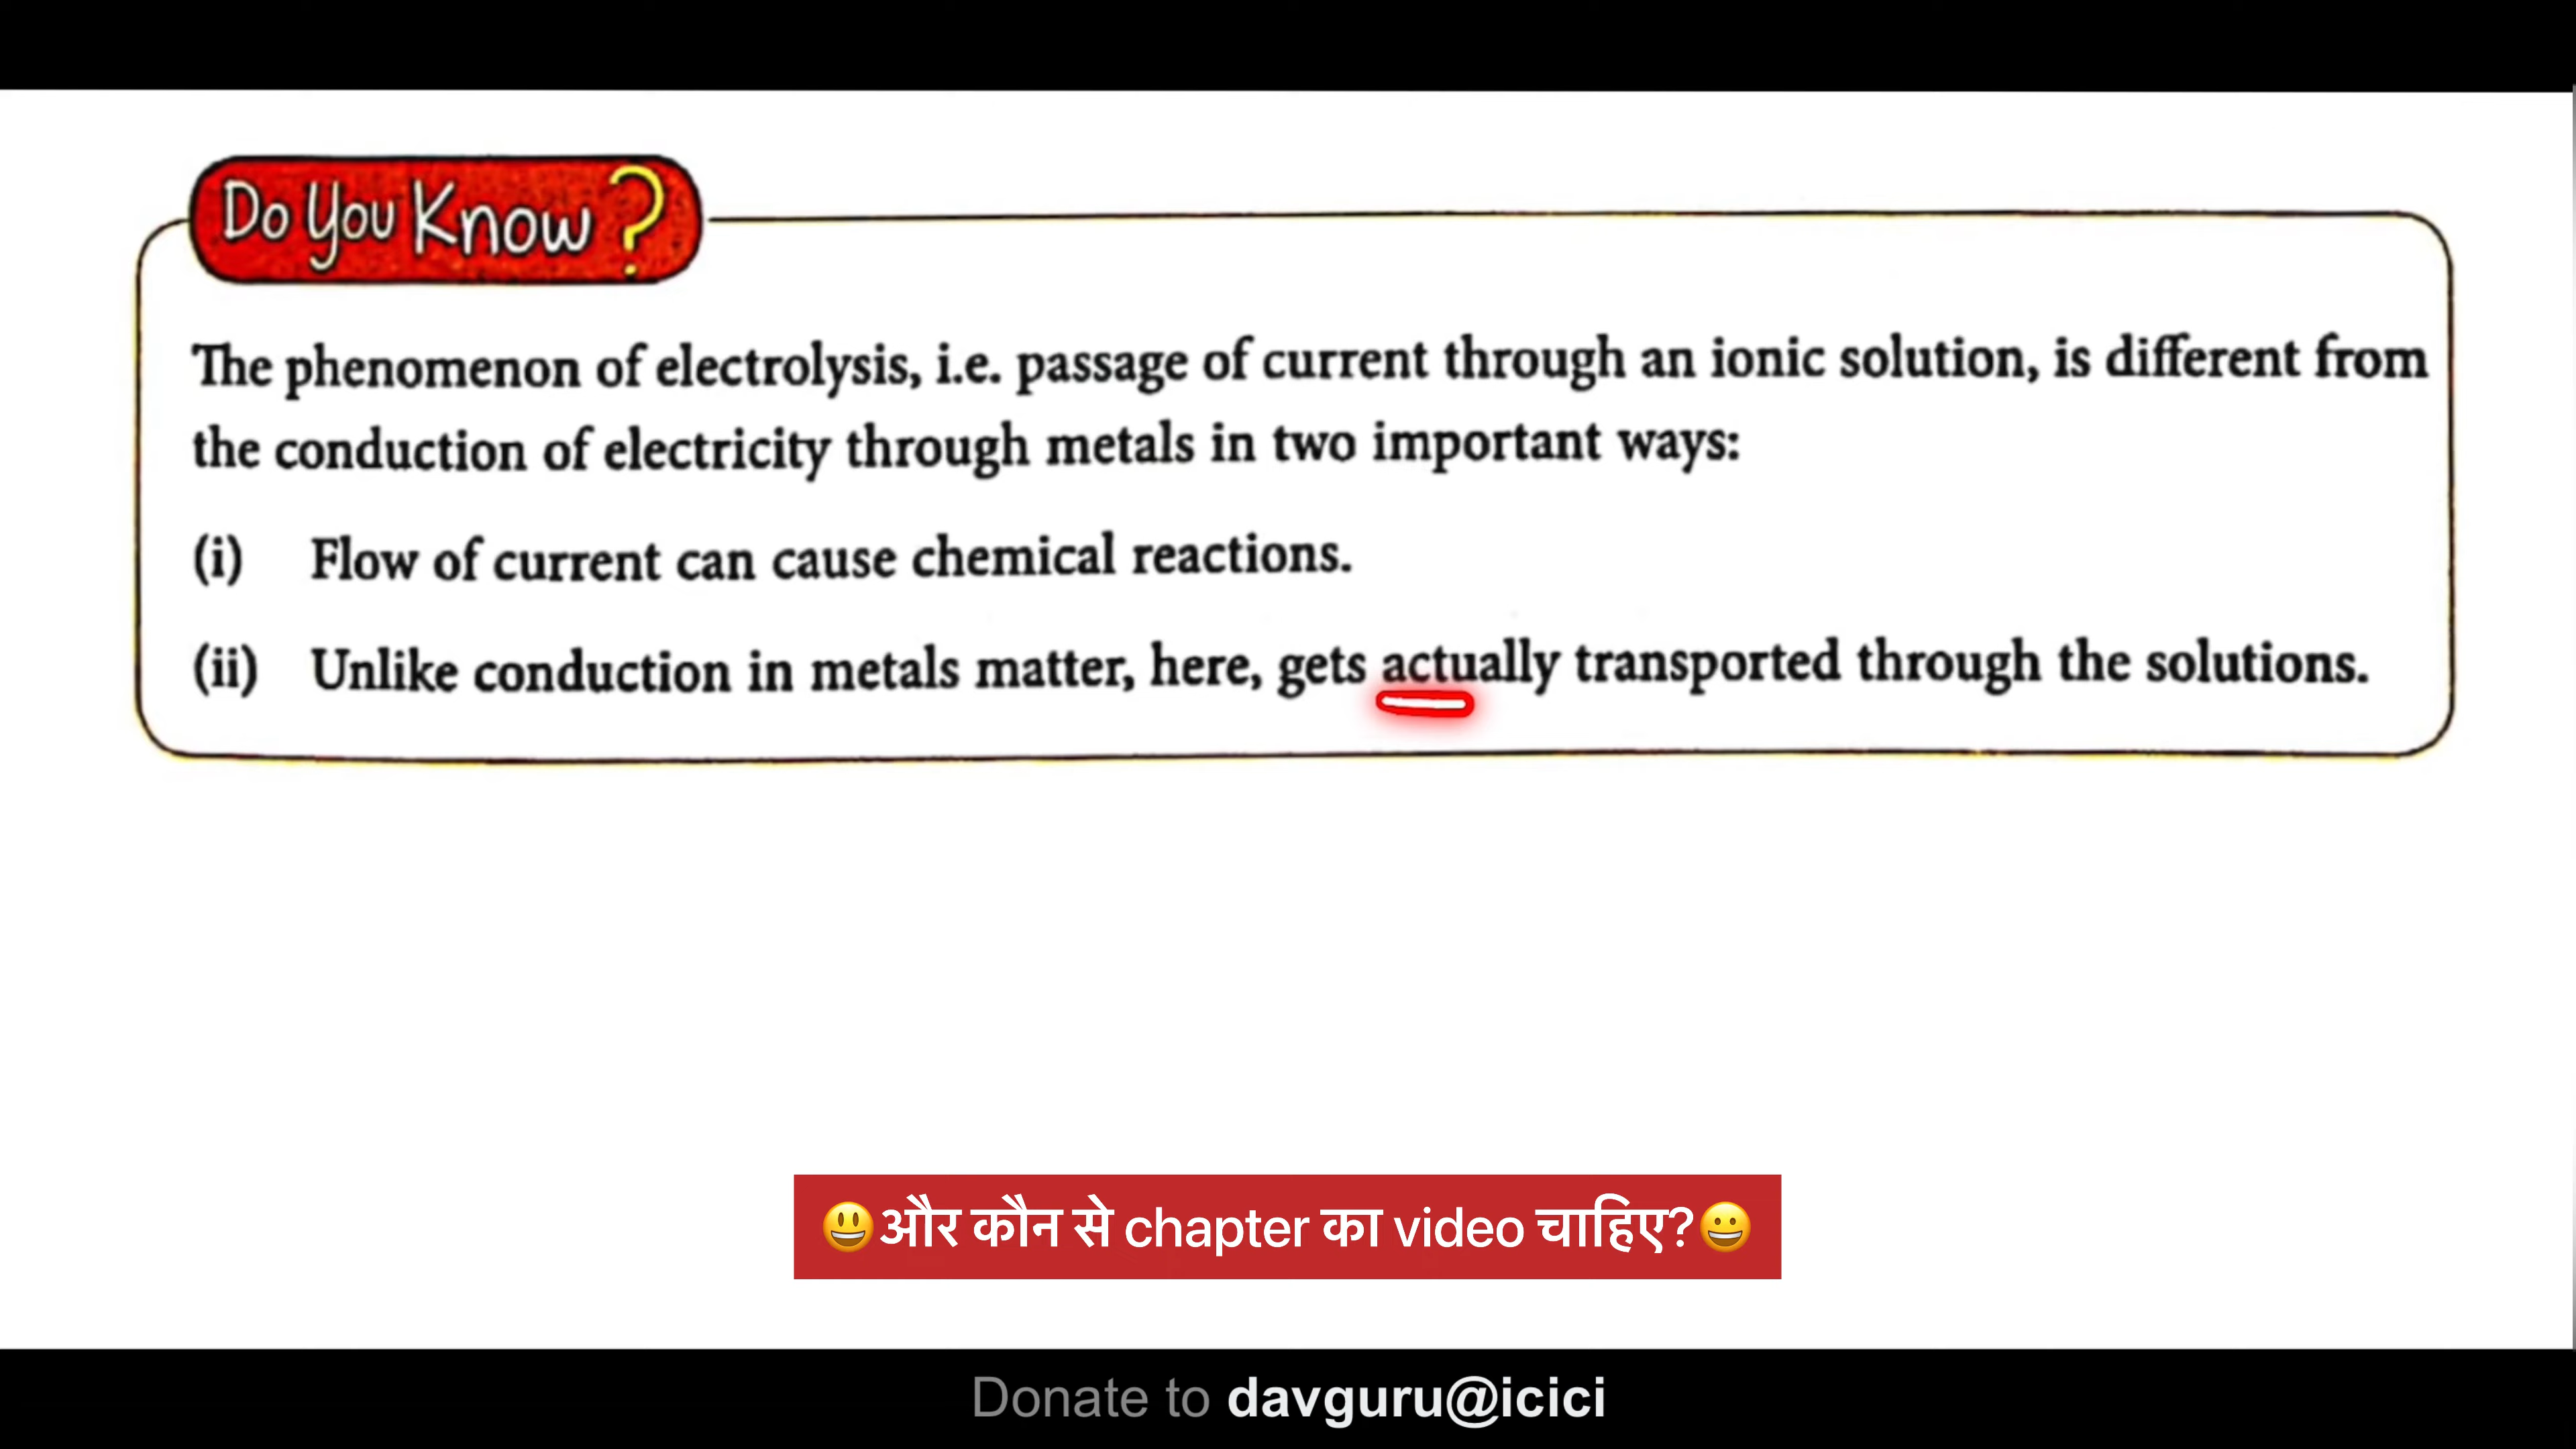 Do You Know?
The phenomenon of electrolysis, i.e. passage of current through an ionic solution, is different from
the conduction of electricity through metals in two important ways:
(i) Flow of current can cause chemical reactions.
(ii) Unlike conduction in metals matter, here, gets actually transported through the solutions.
😃और कौन से chapter का video चाहिए?😀
Donate to davguru@icici